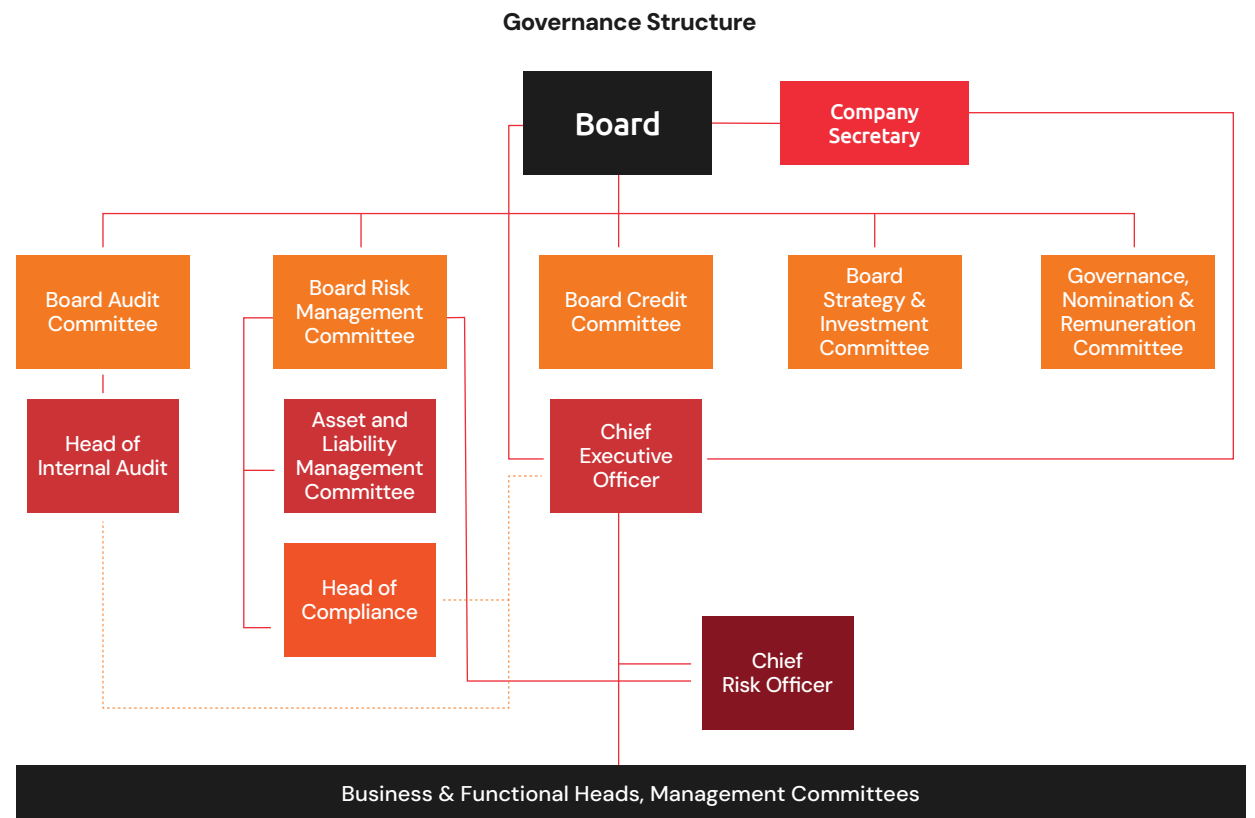 Governance Structure
Board
Company
Secretary
Board Audit
Committee
Board Risk
Management
Committee
Board Credit
Committee
Board
Strategy &
Investment
Committee
Governance,
Nomination &
Remuneration
Committee
Head of
Internal Audit
Asset and
Liability
Management
Committee
Chief
Executive
Officer
Head of
Compliance
Chief
Risk Officer
Business & Functional Heads, Management Committees